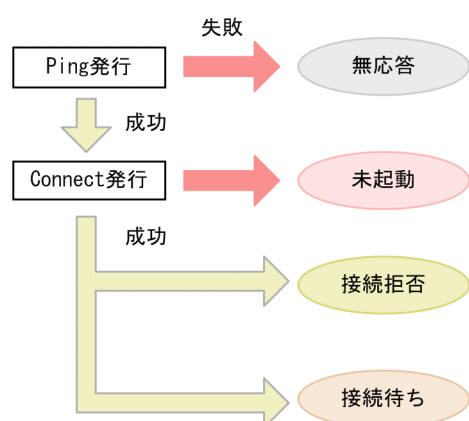 失敗
Ping発行
無応答
成功
Connect発行
未起動
成功
接続拒否
接続待ち